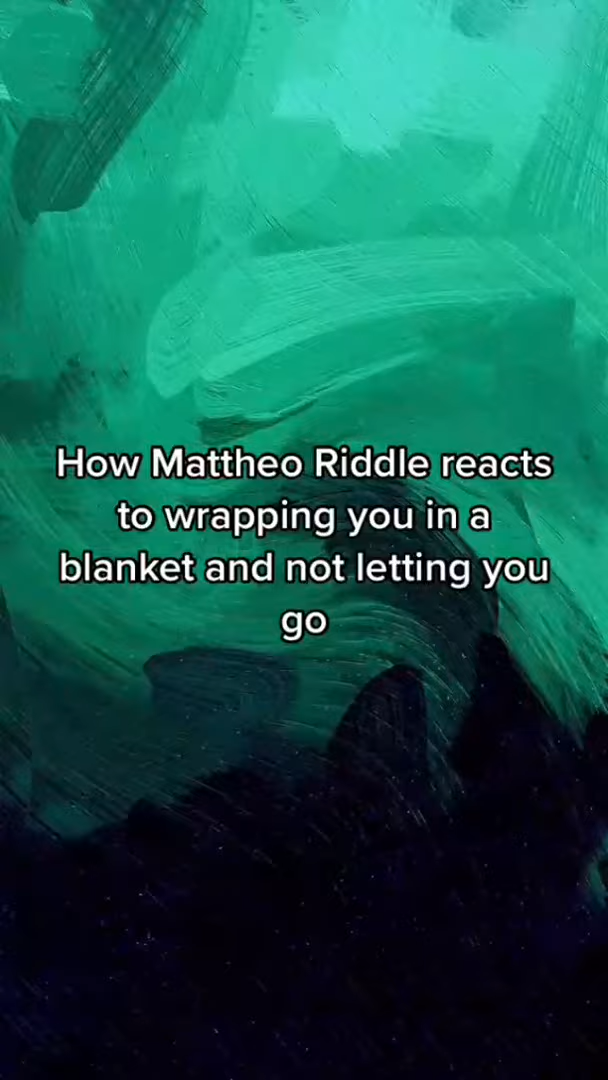 How Mattheo Riddle reacts
to wrapping you in a
blanket and not letting you
go